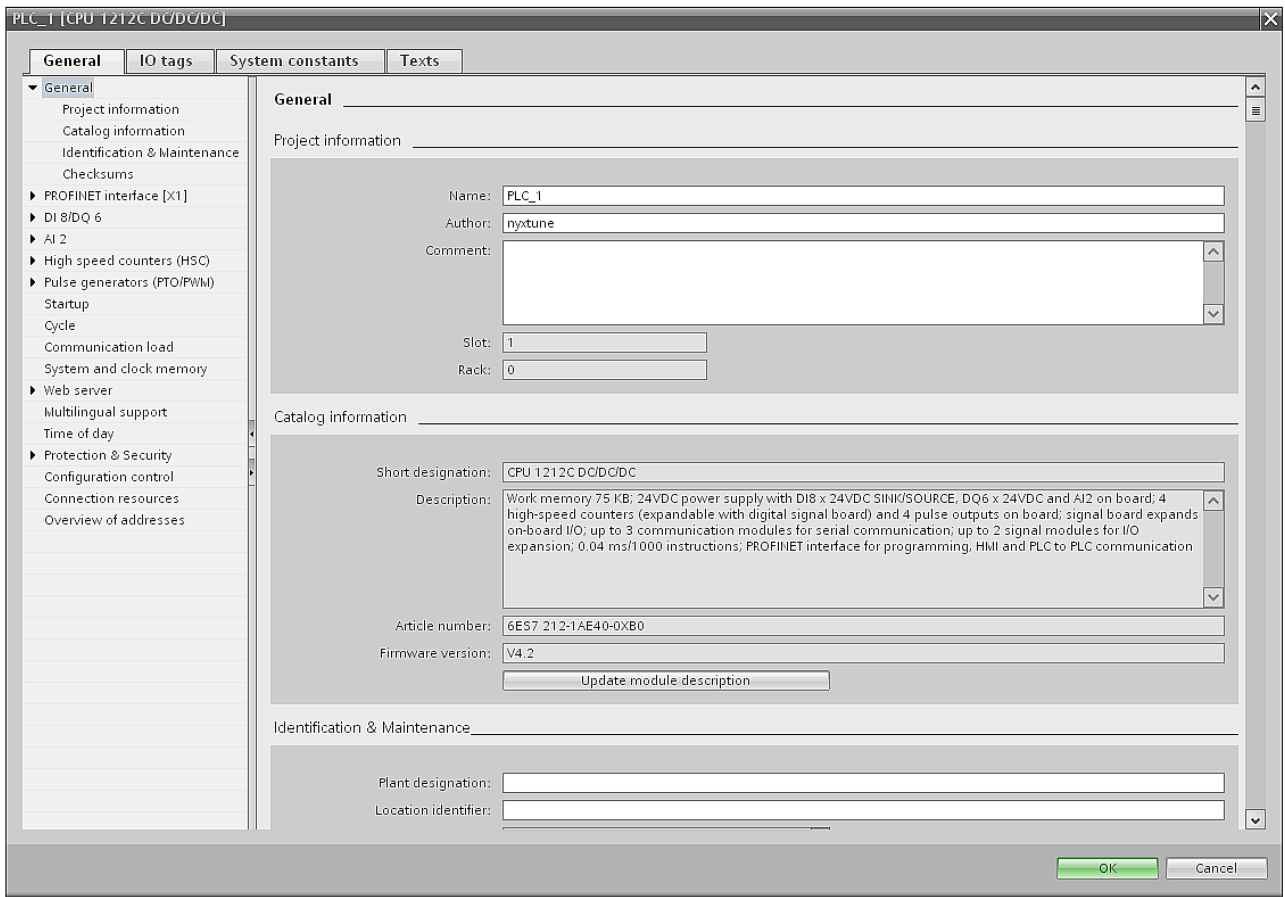 PLC_1 [CPU 1212C DC/DC/DC]
General
IO tags
System constants
Texts
General
Project information
Catalog information
Identification & Maintenance
Checksums
PROFINET interface [X1]
DI 8/DQ 6
AI 2
High speed counters (HSC)
Pulse generators (PTO/PWM)
Startup
Cycle
Communication load
System and clock memory
Web server
Multilingual support
Time of day
Protection & Security
Configuration control
Connection resources
Overview of addresses
General
Project information
Name: PLC_1
Author: nyxtune
Comment:
Slot: 1
Rack: 0
Catalog information
Short designation: CPU 1212C DC/DC/DC
Description: Work memory 75 KB; 24VDC power supply with DI8 x 24VDC SINK/SOURCE, DQ6 x 24VDC and AI2 on board; 4
high-speed counters (expandable with digital signal board) and 4 pulse outputs on board; signal board expands
on-board I/O; up to 3 communication modules for serial communication; up to 2 signal modules for I/O
expansion; 0.04 ms/1000 instructions; PROFINET interface for programming, HMI and PLC to PLC communication
Article number: 6ES7 212-1AE40-0XB0
Firmware version: V4.2
Update module description
Identification & Maintenance
Plant designation:
Location identifier:
OK
Cancel